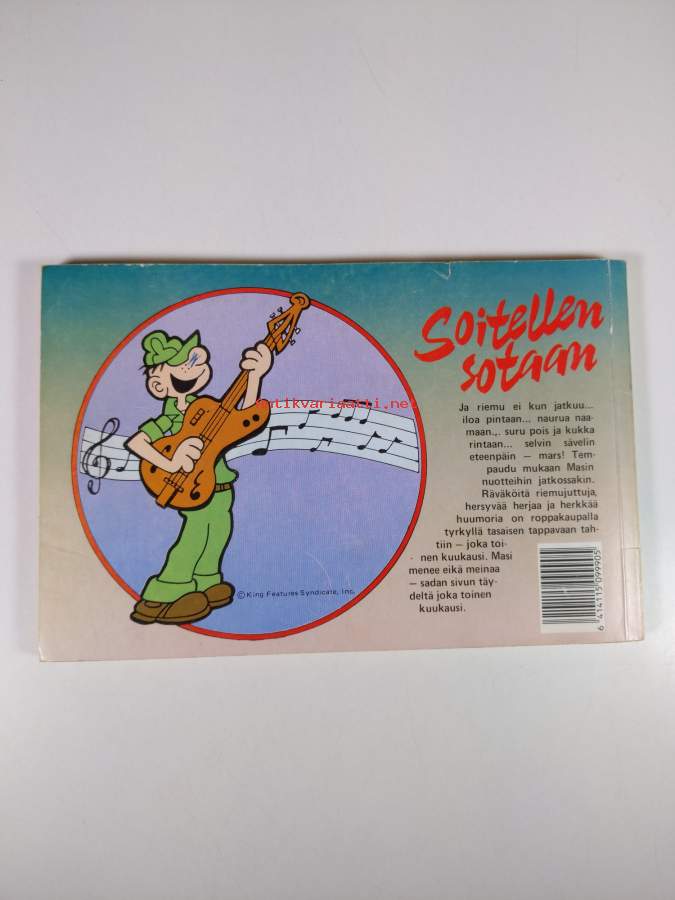 Soitellen
sotaan
antikvariaatti.net
Ja riemu ei kun jatkuu...
iloa pintaan... naurua naa-
maan.,. suru pois ja kukka
rintaan... selvin sävelin
eteenpäin — mars! Tem-
paudu mukaan Masin
nuotteihin jatkossakin.
Räväköitä riemujuttuja,
hersyvää herjaa ja herkkää
huumoria on roppakaupalla
tyrkyllä tasaisen tappavaan tah-
tiin — joka toi-
nen kuukausi. Masi
menee eikä meinaa
— sadan sivun täy-
deltä joka toinen
kuukausi.
© King Features Syndicate, Inc.
6 414115 099905